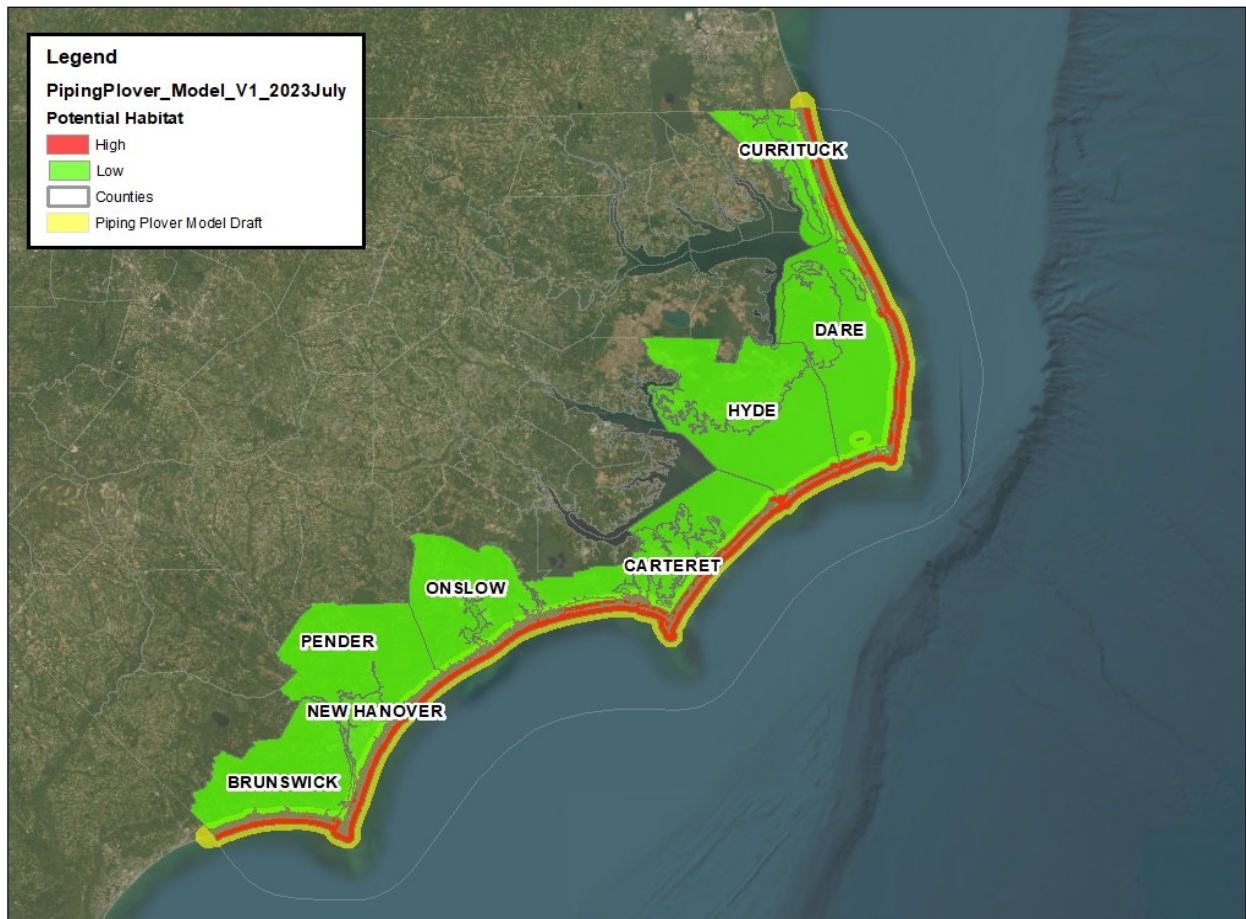 Legend
PipingPlover_Model_V1_2023July
Potential Habitat
High
Low
Counties
Piping Plover Model Draft
CURRITUCK
DARE
HYDE
CARTERET
ONSLOW
PENDER
NEW HANOVER
BRUNSWICK